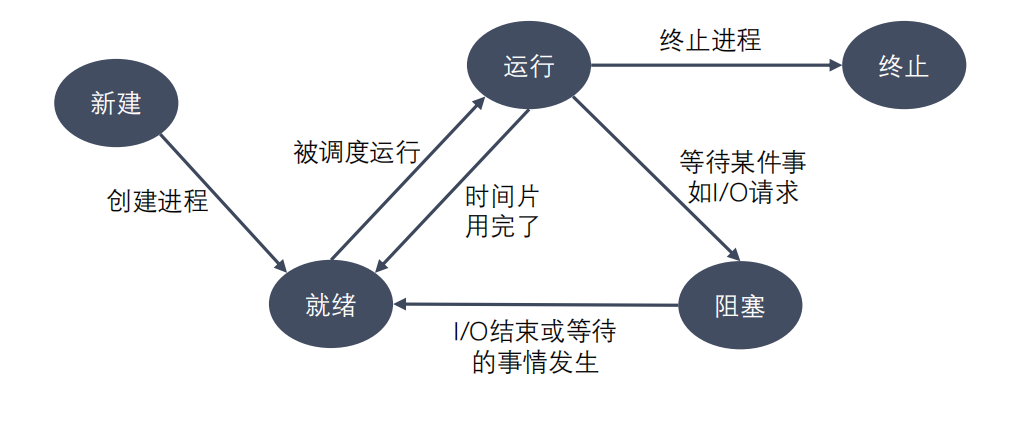 终止进程
运行
终止
新建
被调度运行
等待某件事
如I/O请求
创建进程
时间片
用完了
就绪
阻塞
I/O结束或等待
的事情发生